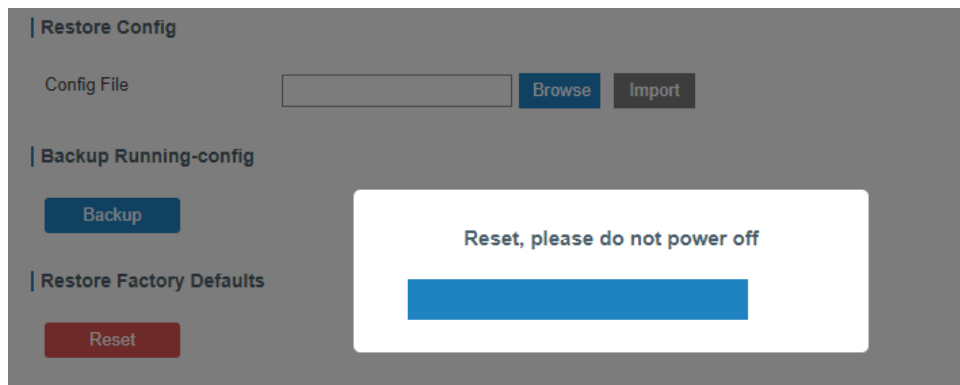 Restore Config
Config File
Browse
Import
Backup Running-config
Backup
Reset, please do not power off
Restore Factory Defaults
Reset